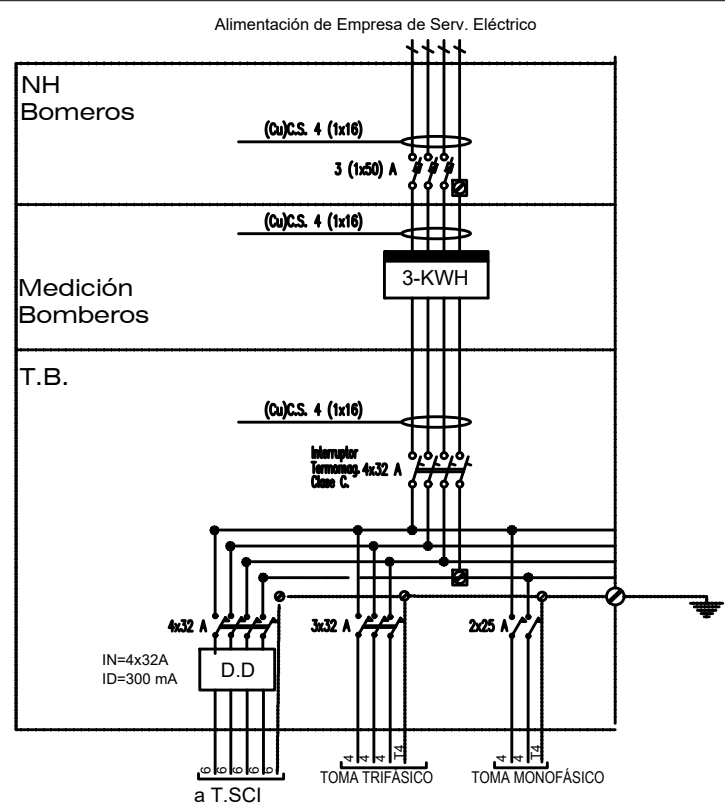 Alimentación de Empresa de Serv. Eléctrico
NH
Bomeros
(Cu)C.S. 4 (1x16)
3 (1x50) A
(Cu)C.S. 4 (1x16)
3-KWH
Medición
Bomberos
T.B.
(Cu)C.S. 4 (1x16)
Interruptor
Termomag. 4x32 A
Clase C.
4x32 A
3x32 A
2x25 A
IN=4x32A
ID=300 mA
D.D
6 6 6 6 6
4 4 4 T4
4 4 T4
a T.SCI
TOMA TRIFÁSICO
TOMA MONOFÁSICO